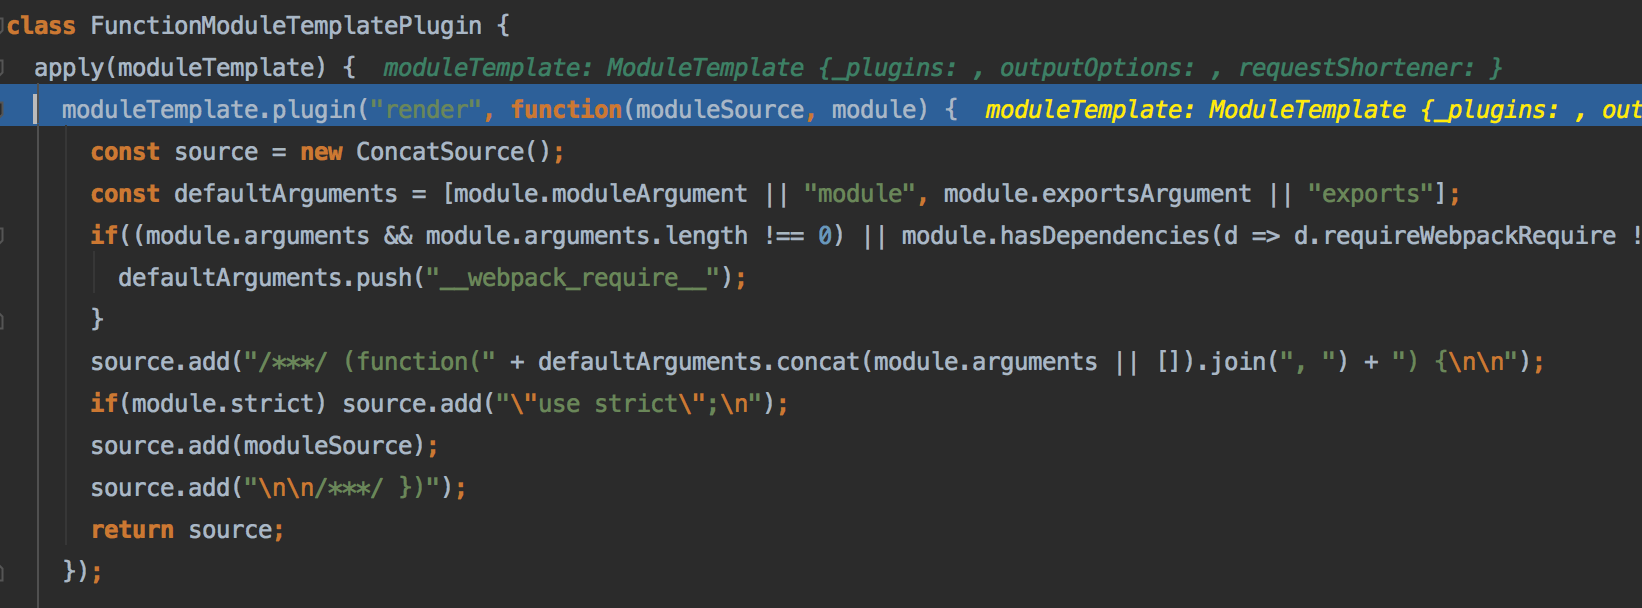 class FunctionModuleTemplatePlugin {
apply(moduleTemplate) { moduleTemplate: ModuleTemplate {_plugins: , outputOptions: , requestShortener: }
moduleTemplate.plugin("render", function(moduleSource, module) { moduleTemplate: ModuleTemplate {_plugins: , out
const source = new ConcatSource();
const defaultArguments = [module.moduleArgument || "module", module.exportsArgument || "exports"];
if((module.arguments && module.arguments.length !== 0) || module.hasDependencies(d => d.requireWebpackRequire !
defaultArguments.push("__webpack_require__");
}
source.add("/***/ (function(" + defaultArguments.concat(module.arguments || []).join(", ") + ") {\n\n");
if(module.strict) source.add("\"use strict\";\n");
source.add(moduleSource);
source.add("\n\n/***/ })");
return source;
});